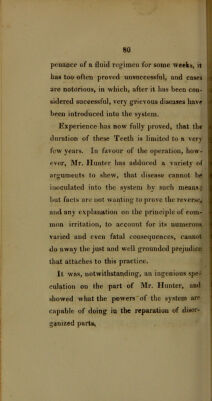 80
penance of a fluid regimen for some weeks, it
has too often proved unsuccessful, and cases
are notorious, in which, after it has been con-
sidered successful, very grievous diseases have
been introduced into the system.
Experience has now fully proved, that the
duration of these Teeth is limited to a very
few years. In favour of the operation, how-
ever, Mr. Hunter has adduced a variety of
arguments to shew, that disease cannot be
inoculated into the system by such means;
but facts are not wanting to prove the reverse,
and any explanation on the principle of com-
mon irritation, to account for its numerous
varied and even fatal consequences, cannot
do away the just and well grounded prejudice
that attaches to this practice.
It was, notwithstanding, an ingenious spe-
culation on the part of Mr. Hunter, and
showed what the powers of the system are
capable of doing in the reparation of disor-
ganized parts.